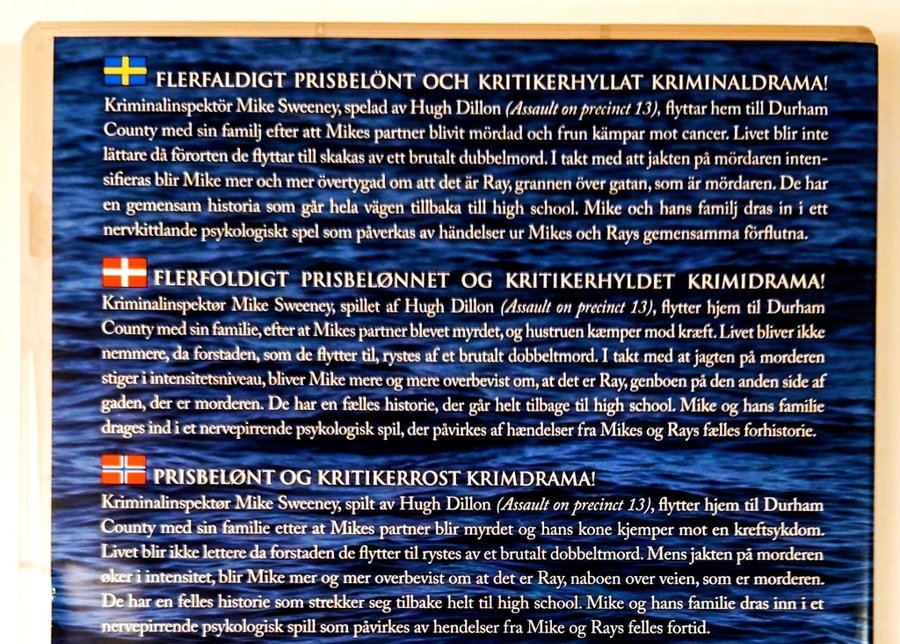 FLERFALDIGT PRISBELÖNT OCH KRITIKERHYLLAT KRIMINALDRAMA!
Kriminalinspektör Mike Sweeney, spelad av Hugh Dillon (Assault on precinct 13), flyttar hem till Durham
County med sin familj efter att Mikes partner blivit mördad och frun kämpar mot cancer. Livet blir inte
lättare då förorten de flyttar till skakas av ett brutalt dubbelmord. I takt med att jakten på mördaren inten-
sifieras blir Mike mer och mer övertygad om att det är Ray, grannen över gatan, som är mördaren. De har
en gemensam historia som går hela vägen tillbaka till high school. Mike och hans familj dras in i ett
nervkittlande psykologiskt spel som påverkas av händelser ur Mikes och Rays gemensamma förflutna.
FLERFOLDIGT PRISBELØNNET OG KRITIKERHYLDET KRIMIDRAMA!
Kriminalinspektør Mike Sweeney, spillet af Hugh Dillon (Assault on precinct 13), flytter hjem til Durham
County med sin familie, efter at Mikes partner blevet myrdet, og hustruen kæmper mod kræft. Livet bliver ikke
nemmere, da forstaden, som de flytter til, rystes af et brutalt dobbeltmord. I takt med at jagten på morderen
stiger i intensitetsniveau, bliver Mike mere og mere overbevist om, at det er Ray, genboen på den anden side af
gaden, der er morderen. De har en fælles historie, der går helt tilbage til high school. Mike og hans familie
drages ind i et nervepirrende psykologisk spil, der påvirkes af hændelser fra Mikes og Rays fælles forhistorie.
PRISBELØNT OG KRITIKERROST KRIMDRAMA!
Kriminalinspektør Mike Sweeney, spilt av Hugh Dillon (Assault on precinct 13), flytter hjem til Durham
County med sin familie etter at Mikes partner blir myrdet og hans kone kjemper mot en kreftsykdom.
Livet blir ikke lettere da forstaden de flytter til rystes av et brutalt dobbeltmord. Mens jakten på morderen
øker i intensitet, blir Mike mer og mer overbevist om at det er Ray, naboen over veien, som er morderen.
De har en felles historie som strekker seg tilbake helt til high school. Mike og hans familie dras inn i et
nervepirrende psykologisk spill som påvirkes av hendelser fra Mike og Rays felles fortid.